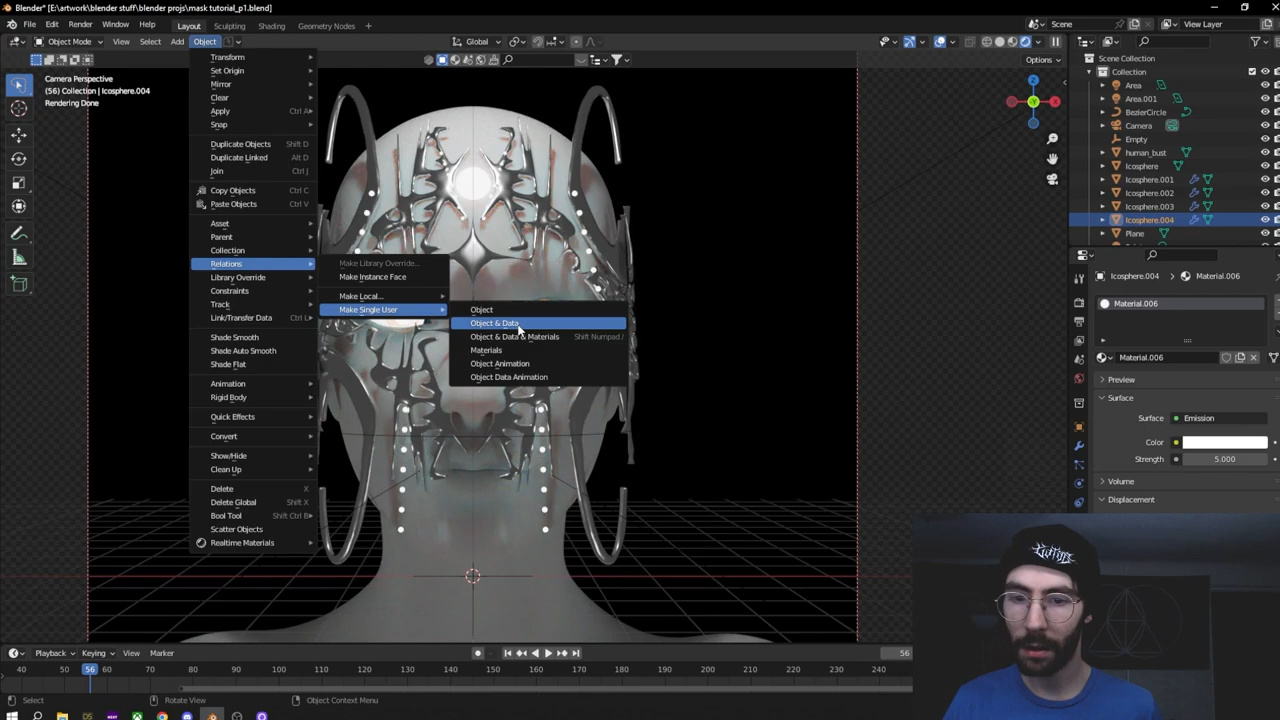 Blender* [E:\artwork\blender stuff\blender projs\mask tutorial_p1.blend]
File Edit Render Window Help Layout Sculpting Shading Geometry Nodes Scene View Layer
Object Mode View Select Add Object Global
Options
Camera Perspective
(56) Collection | Icosphere.004
Rendering Done
Transform
Set Origin
Mirror
Clear
Apply Ctrl A
Snap
Duplicate Objects Shift D
Duplicate Linked Alt D
Join Ctrl J
Copy Objects Ctrl C
Paste Objects Ctrl V
Asset
Parent
Collection
Relations
Library Override
Constraints
Track
Link/Transfer Data Ctrl L
Shade Smooth
Shade Auto Smooth
Shade Flat
Animation
Rigid Body
Quick Effects
Convert
Show/Hide
Clean Up
Delete X
Delete Global Shift X
Bool Tool Shift Ctrl B
Scatter Objects
Realtime Materials
Make Library Override...
Make Instance Face
Make Local...
Make Single User
Object
Object & Data
Object & Data & Materials Shift Numpad /
Materials
Object Animation
Object Data Animation
Z
Y
X
Scene Collection
Collection
Area
Area.001
BezierCircle
Camera
Empty
human_bust
Icosphere
Icosphere.001
Icosphere.002
Icosphere.003
Icosphere.004
Plane
Icosphere.004 > Material.006
Material.006
Material.006
Preview
Surface
Surface Emission
Color
Strength 5.000
Volume
Displacement
Playback Keying View Marker 56
40 50 56 60 70 80 90 100 110 120 130 140 150 160 170 180 190 200 210 220
Select Rotate View Object Context Menu